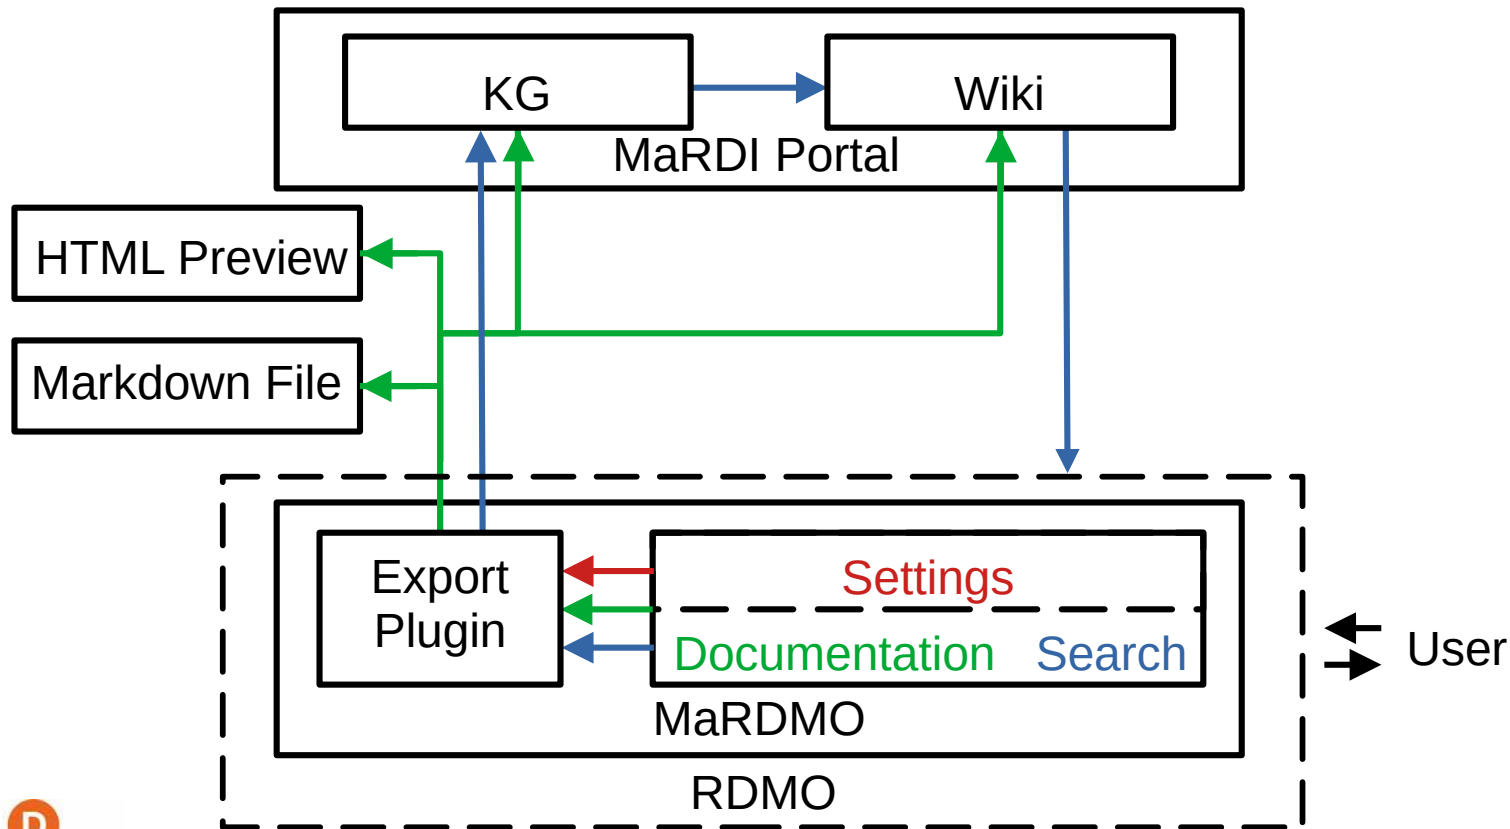 KG
Wiki
MaRDI Portal
HTML Preview
Markdown File
Export
Plugin
Settings
Documentation
Search
MaRDMO
RDMO
User
D